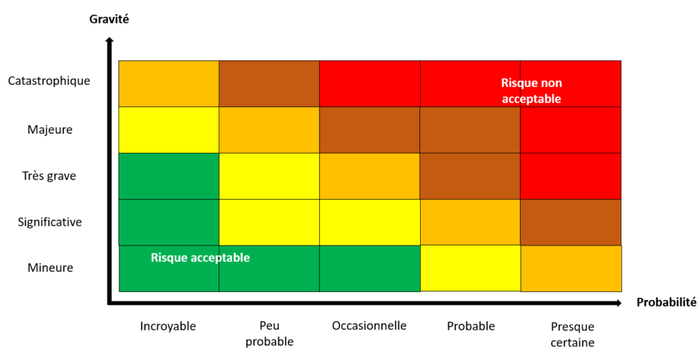 Gravité
Catastrophique
Risque non
acceptable
Majeure
Très grave
Significative
Risque acceptable
Mineure
Probabilité
Incroyable
Peu
probable
Occasionnelle
Probable
Presque
certaine